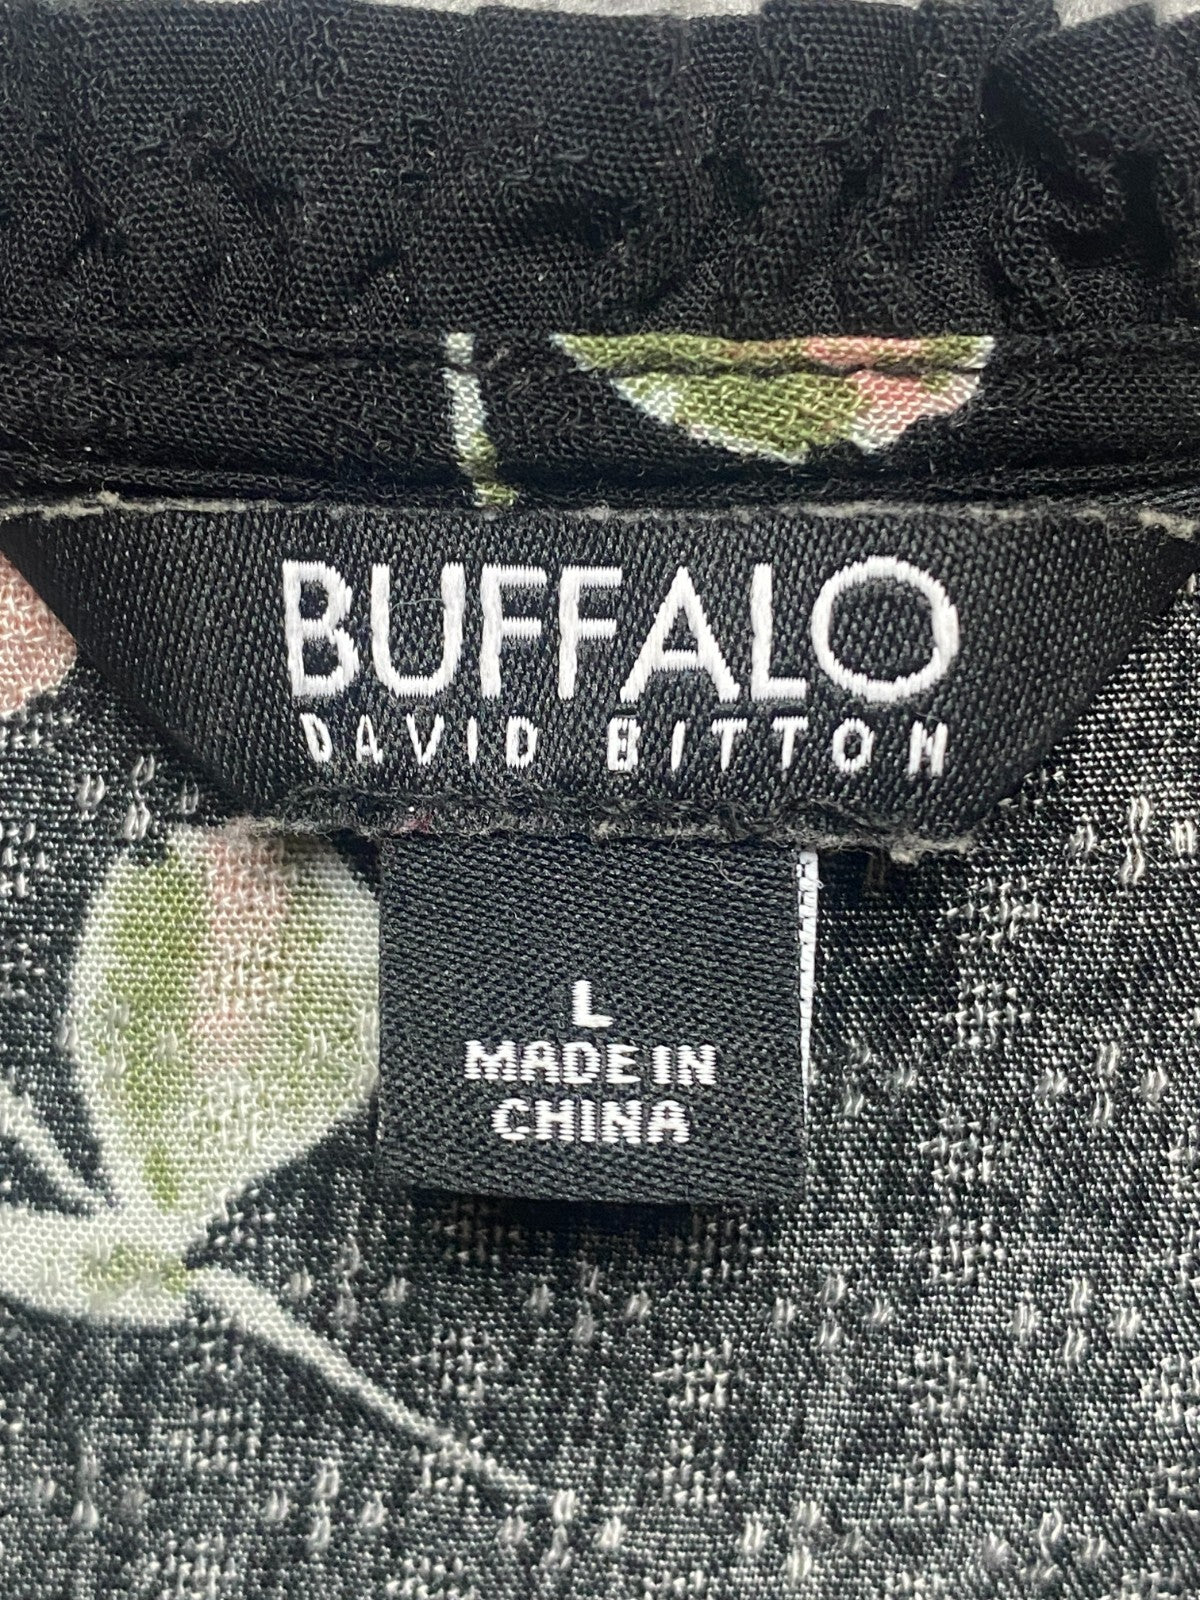 BUFFALO
DAVID BITTON
L
MADE IN
CHINA